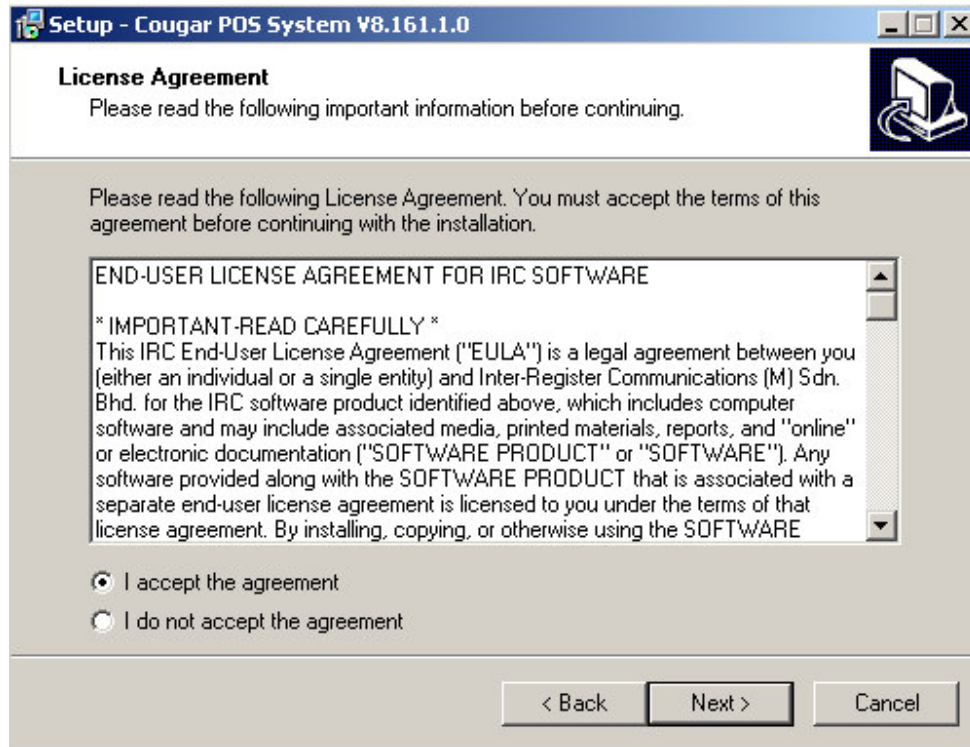 Setup - Cougar POS System V8.161.1.0
License Agreement
Please read the following important information before continuing.
Please read the following License Agreement. You must accept the terms of this
agreement before continuing with the installation.
END-USER LICENSE AGREEMENT FOR IRC SOFTWARE
* IMPORTANT-READ CAREFULLY *
This IRC End-User License Agreement ("EULA") is a legal agreement between you
(either an individual or a single entity) and Inter-Register Communications (M) Sdn.
Bhd. for the IRC software product identified above, which includes computer
software and may include associated media, printed materials, reports, and "online"
or electronic documentation ("SOFTWARE PRODUCT" or "SOFTWARE"). Any
software provided along with the SOFTWARE PRODUCT that is associated with a
separate end-user license agreement is licensed to you under the terms of that
license agreement. By installing, copying, or otherwise using the SOFTWARE
I accept the agreement
I do not accept the agreement
< Back Next > Cancel